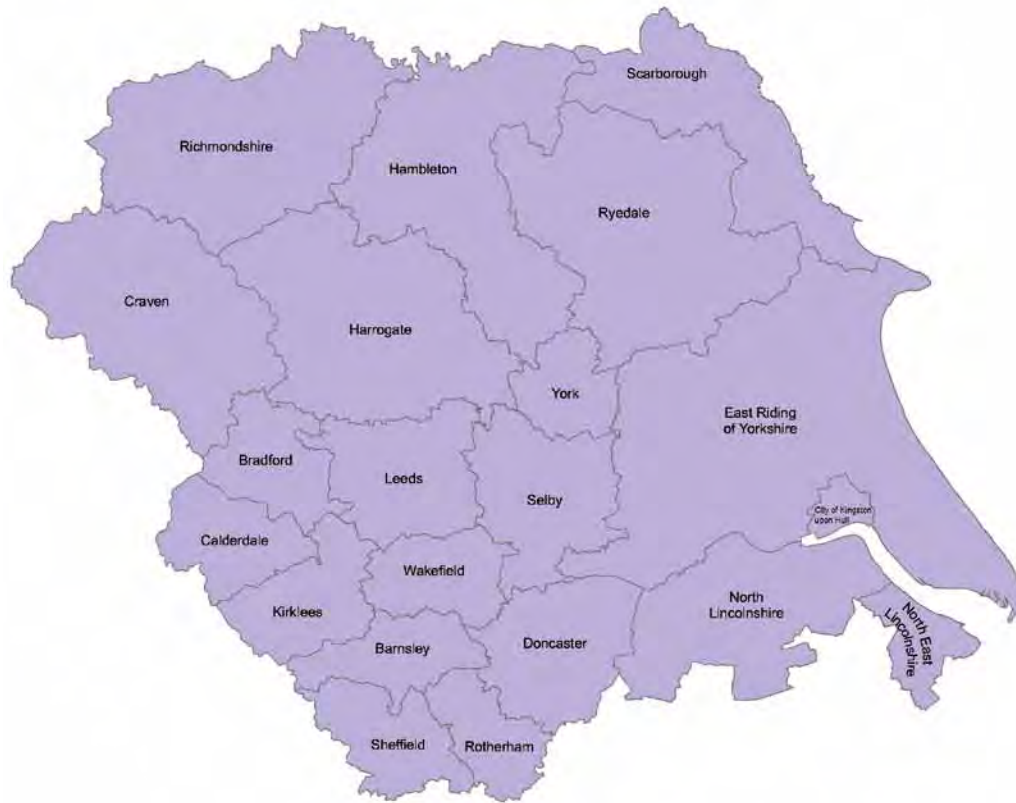 Scarborough
Richmondshire
Hambleton
Ryedale
Craven
Harrogate
York
East Riding
of Yorkshire
Bradford
Leeds
Selby
City of Kingston
upon Hull
Calderdale
Wakefield
Kirklees
North
Lincolnshire
North East
Lincolnshire
Barnsley
Doncaster
Sheffield
Rotherham